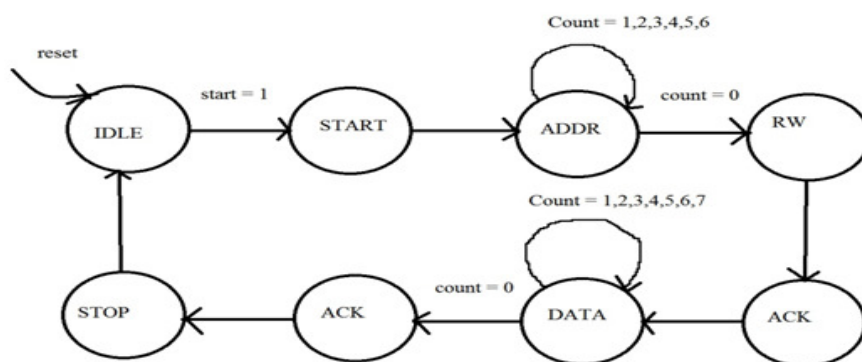 Count = 1,2,3,4,5,6
reset
start = 1
count = 0
IDLE
START
ADDR
RW
Count = 1,2,3,4,5,6,7
count = 0
STOP
ACK
DATA
ACK